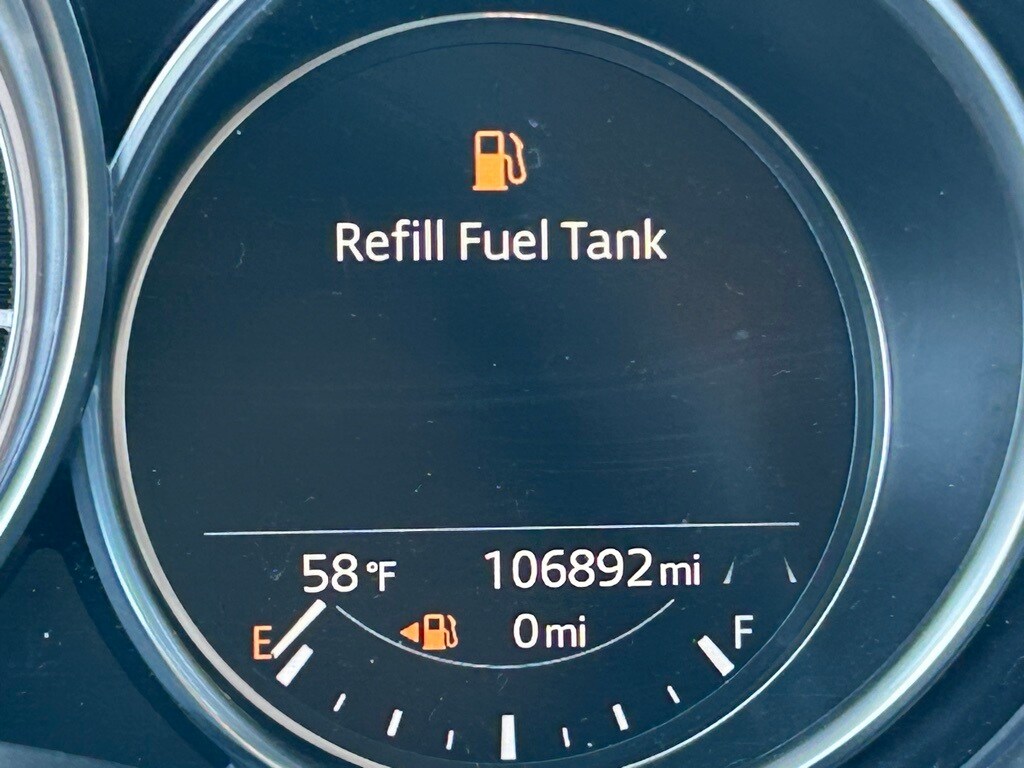 Refill Fuel Tank
58 °F 106892 mi
E 0 mi F